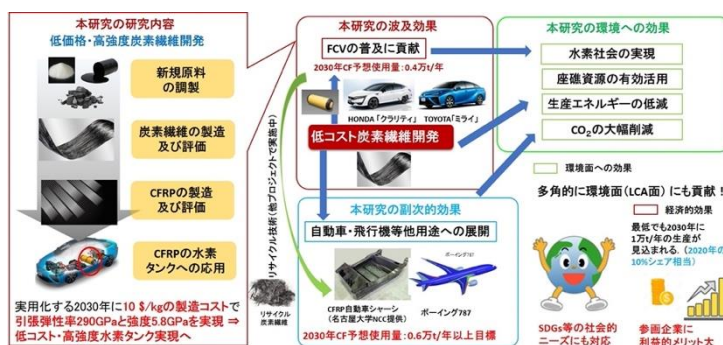 本研究の研究内容
低価格・高強度炭素繊維開発
新規原料
の調製
炭素繊維の製造
及び評価
CFRPの製造
及び評価
CFRPの水素
タンクへの応用
実用化する2030年に10 $/kgの製造コストで
引張弾性率290GPaと強度5.8GPaを実現 ⇒
低コスト・高強度水素タンク実現へ
本研究の波及効果
FCVの普及に貢献
2030年CF予想使用量:0.4万t/年
HONDA「クラリティ」
TOYOTA「ミライ」
低コスト炭素繊維開発
リサイクル技術(他プロジェクトで実施中)
リサイクル
炭素繊維
本研究の副次的効果
自動車・飛行機等他用途への展開
ボーイング787
CFRP自動車シャーシ
(名古屋大学NCC提供)
ボーイング787
2030年CF予想使用量:0.6万t/年以上目標
本研究の環境への効果
水素社会の実現
座礁資源の有効活用
生産エネルギーの低減
CO₂の大幅削減
環境面への効果
多角的に環境面(LCA面)にも貢献!
経済的効果
最低でも2030年に
1万t/年の生産が
見込まれる。(2020年の
10%シェア相当)
SDGs等の社会的
ニーズにも対応
参画企業に
利益的メリット大